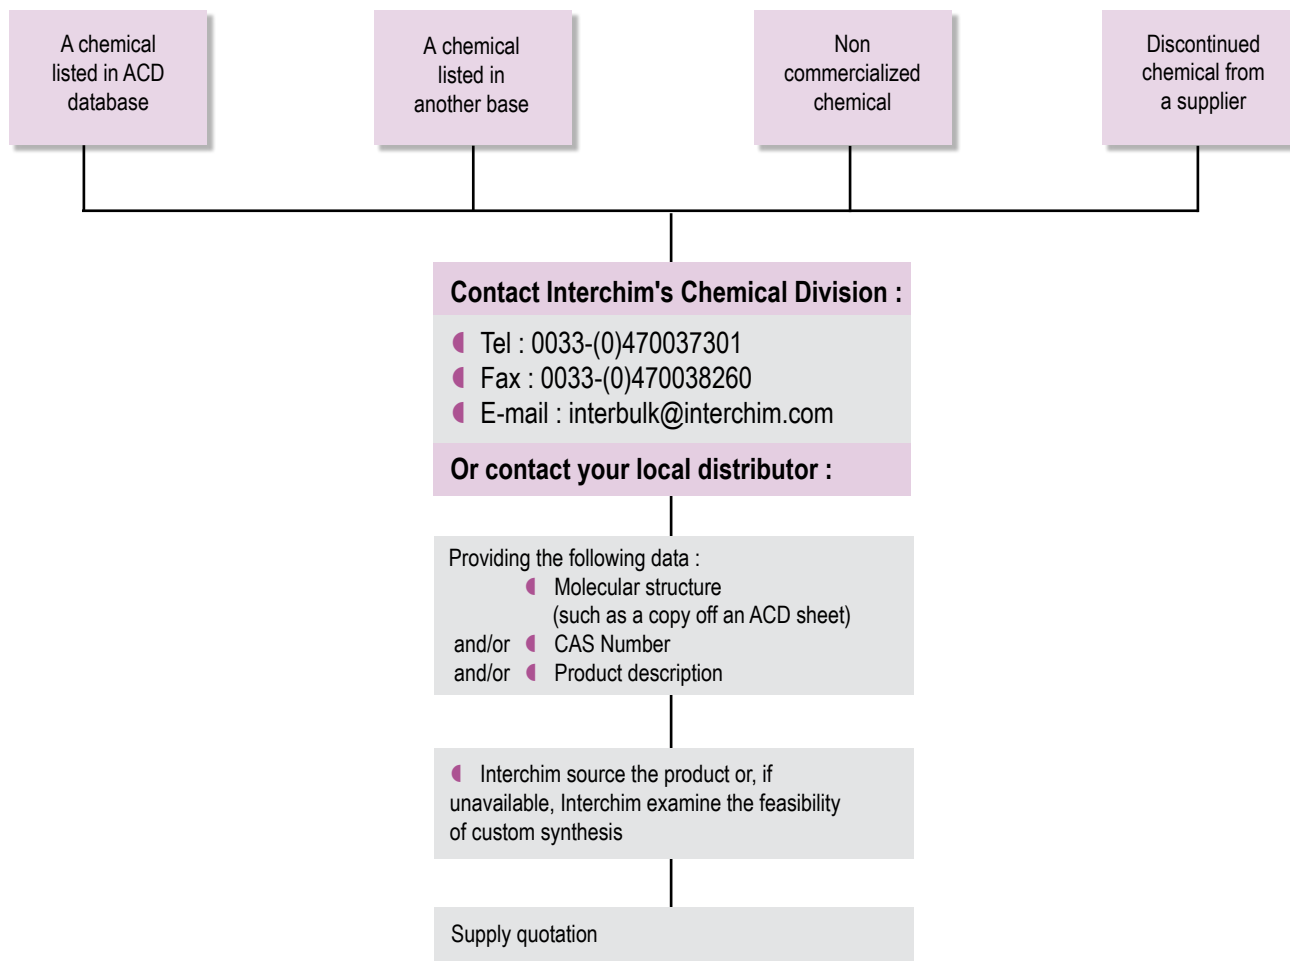 A chemical
listed in ACD
database
A chemical
listed in
another base
Non
commercialized
chemical
Discontinued
chemical from
a supplier
Contact Interchim's Chemical Division :
Tel : 0033-(0)470037301
Fax : 0033-(0)470038260
E-mail : interbulk@interchim.com
Or contact your local distributor :
Providing the following data :
Molecular structure
(such as a copy off an ACD sheet)
and/or CAS Number
and/or Product description
Interchim source the product or, if
unavailable, Interchim examine the feasibility
of custom synthesis
Supply quotation